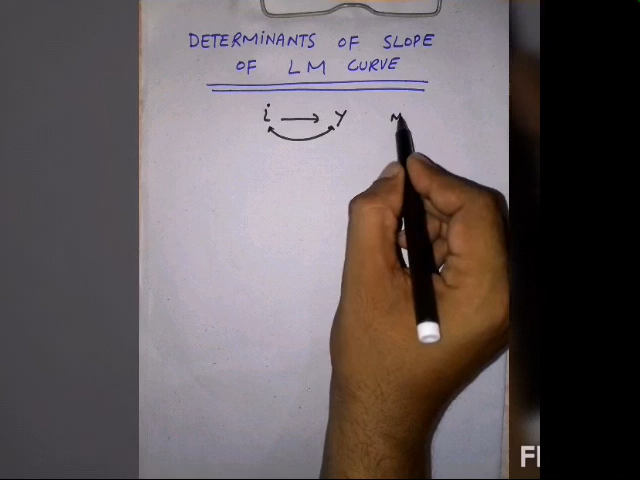 DETERMINANTS OF SLOPE
OF LM CURVE
i → y